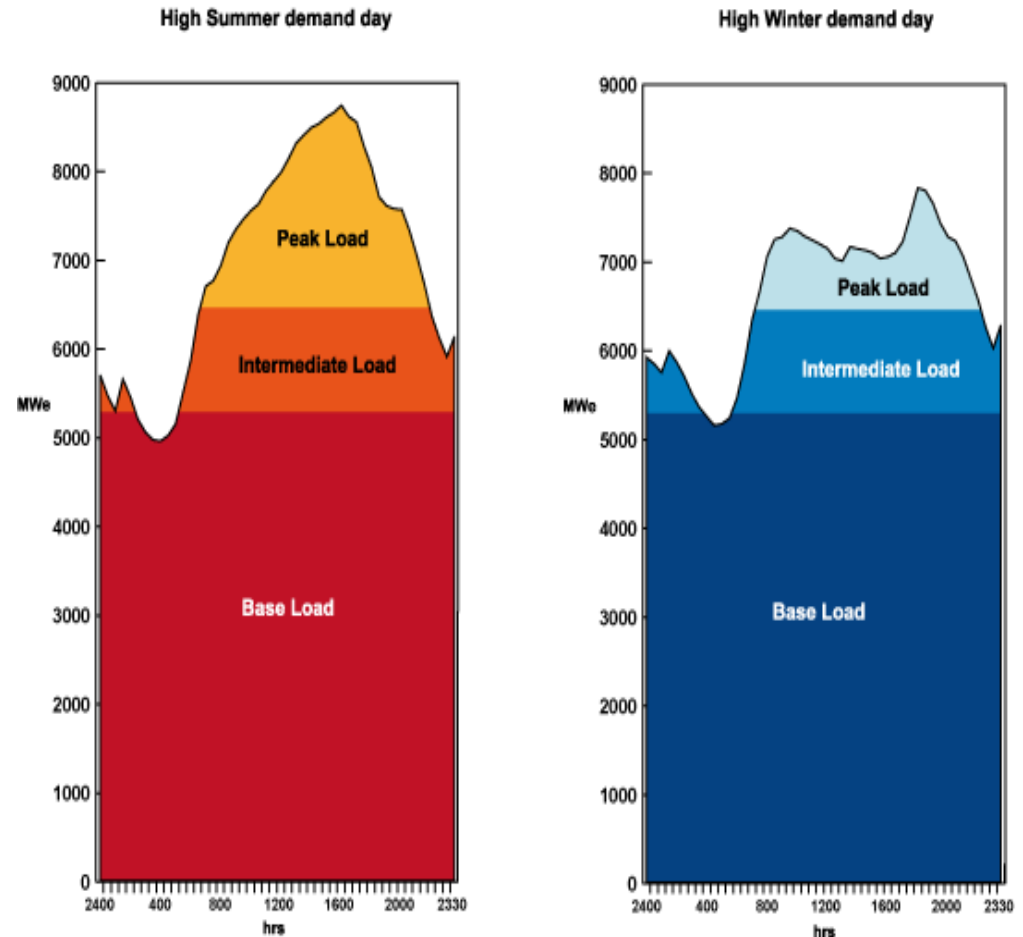 High Summer demand day
9000
8000
7000
6000
5000
4000
3000
2000
1000
0
MWe
Peak Load
Intermediate Load
Base Load
2400 400 800 1200 1600 2000 2330
hrs
High Winter demand day
9000
8000
7000
6000
5000
4000
3000
2000
1000
0
MWe
Peak Load
Intermediate Load
Base Load
2400 400 800 1200 1600 2000 2330
hrs